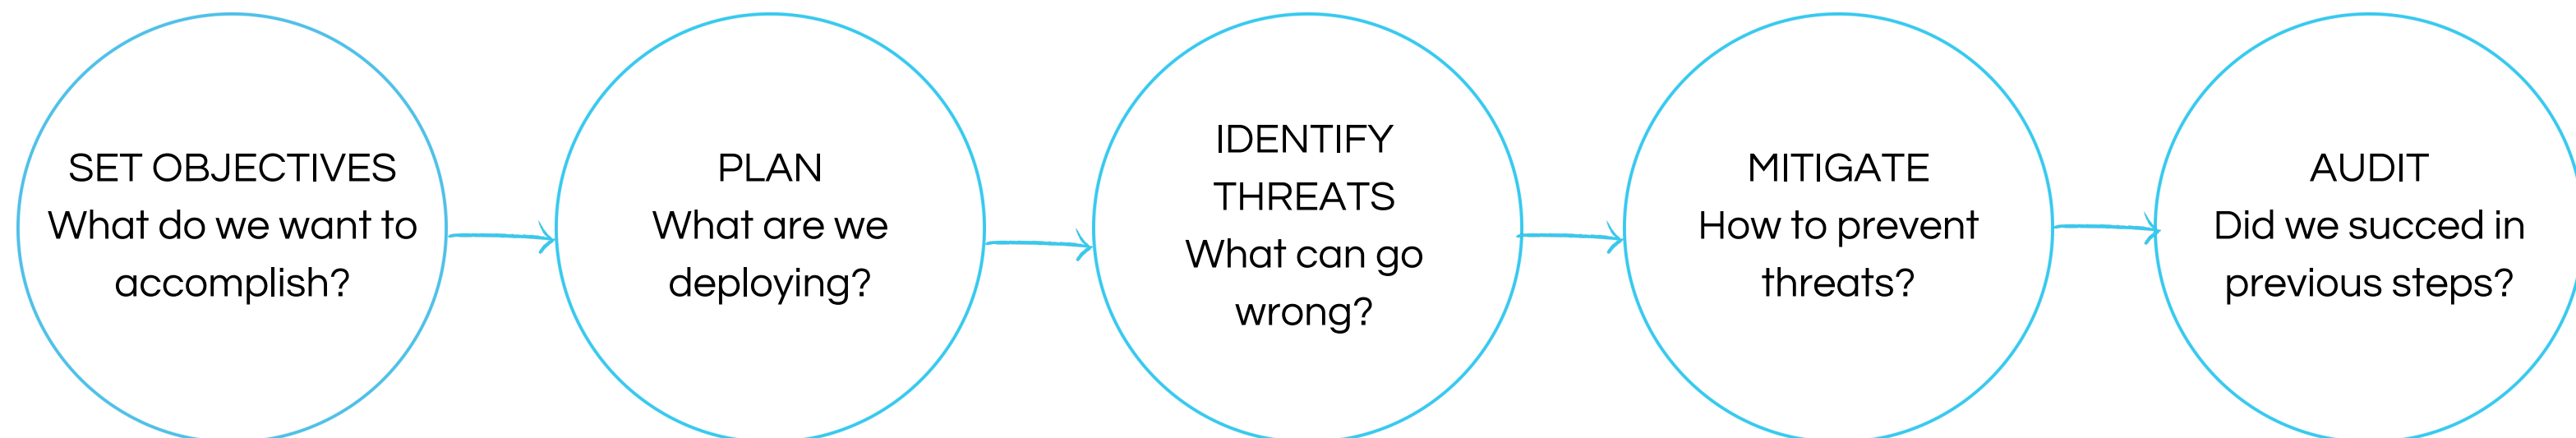 SET OBJECTIVES
What do we want to
accomplish?
PLAN
What are we
deploying?
IDENTIFY
THREATS
What can go
wrong?
MITIGATE
How to prevent
threats?
AUDIT
Did we succed in
previous steps?